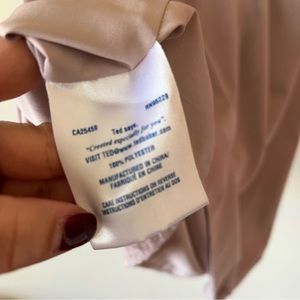 CA25459
Ted says,
"Created especially for you".
VISIT TED@www.tedbaker.com
100% POLYESTER
MANUFACTURED IN CHINA/
FABRIQUÉ EN CHINE
CARE INSTRUCTIONS ON REVERSE
INSTRUCTIONS D'ENTRETIEN AU DOS